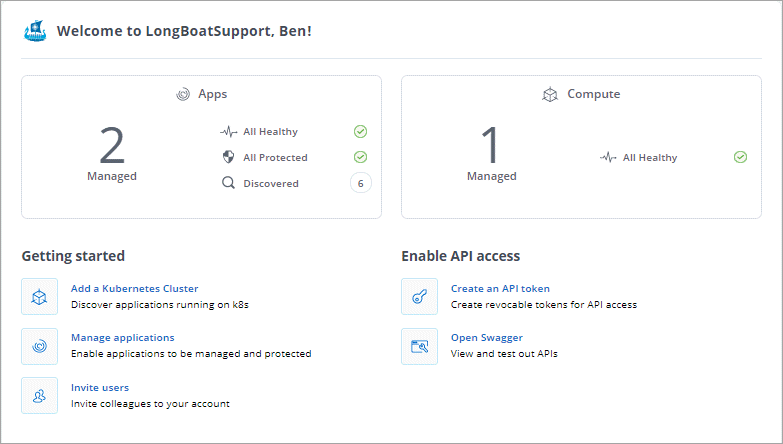 Welcome to LongBoatSupport, Ben!
Apps
2
Managed
All Healthy
All Protected
Discovered 6
Compute
1
Managed
All Healthy
Getting started
Add a Kubernetes Cluster
Discover applications running on k8s
Manage applications
Enable applications to be managed and protected
Invite users
Invite colleagues to your account
Enable API access
Create an API token
Create revocable tokens for API access
Open Swagger
View and test out APIs